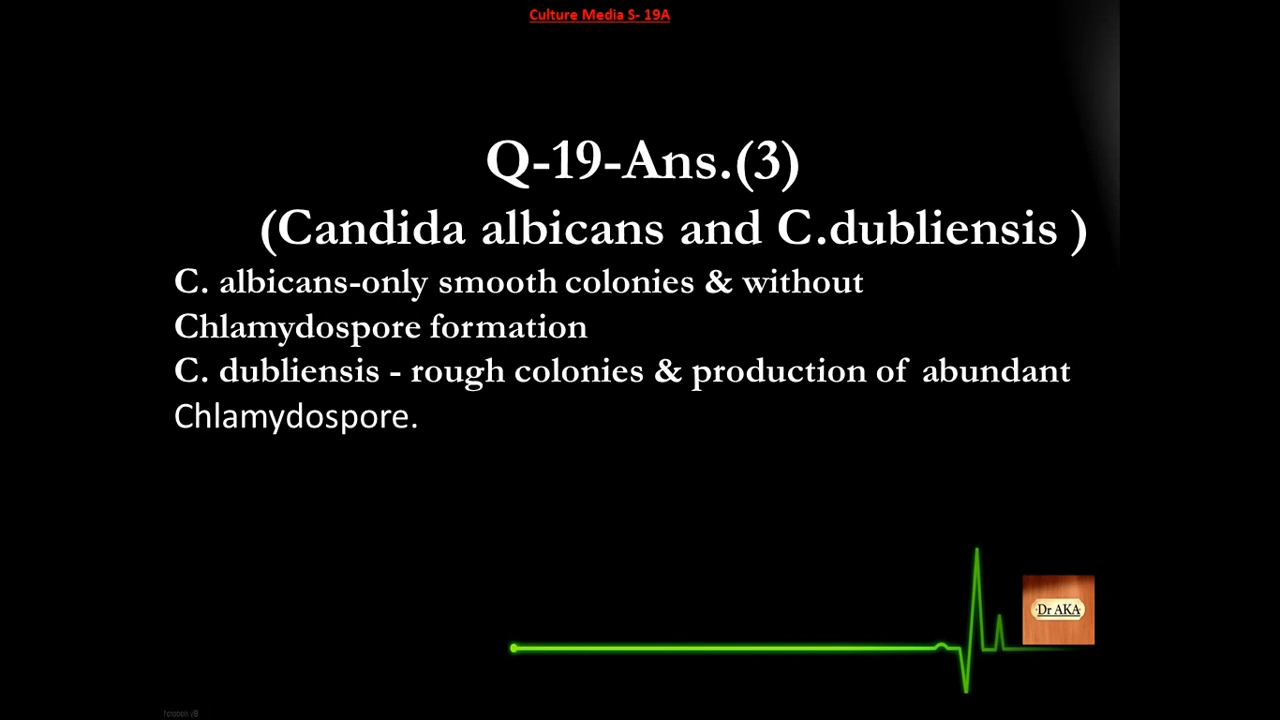 Culture Media S- 19A
Q-19-Ans.(3)
(Candida albicans and C.dubliensis )
C. albicans-only smooth colonies & without
Chlamydospore formation
C. dubliensis - rough colonies & production of abundant
Chlamydospore.
Dr AKA